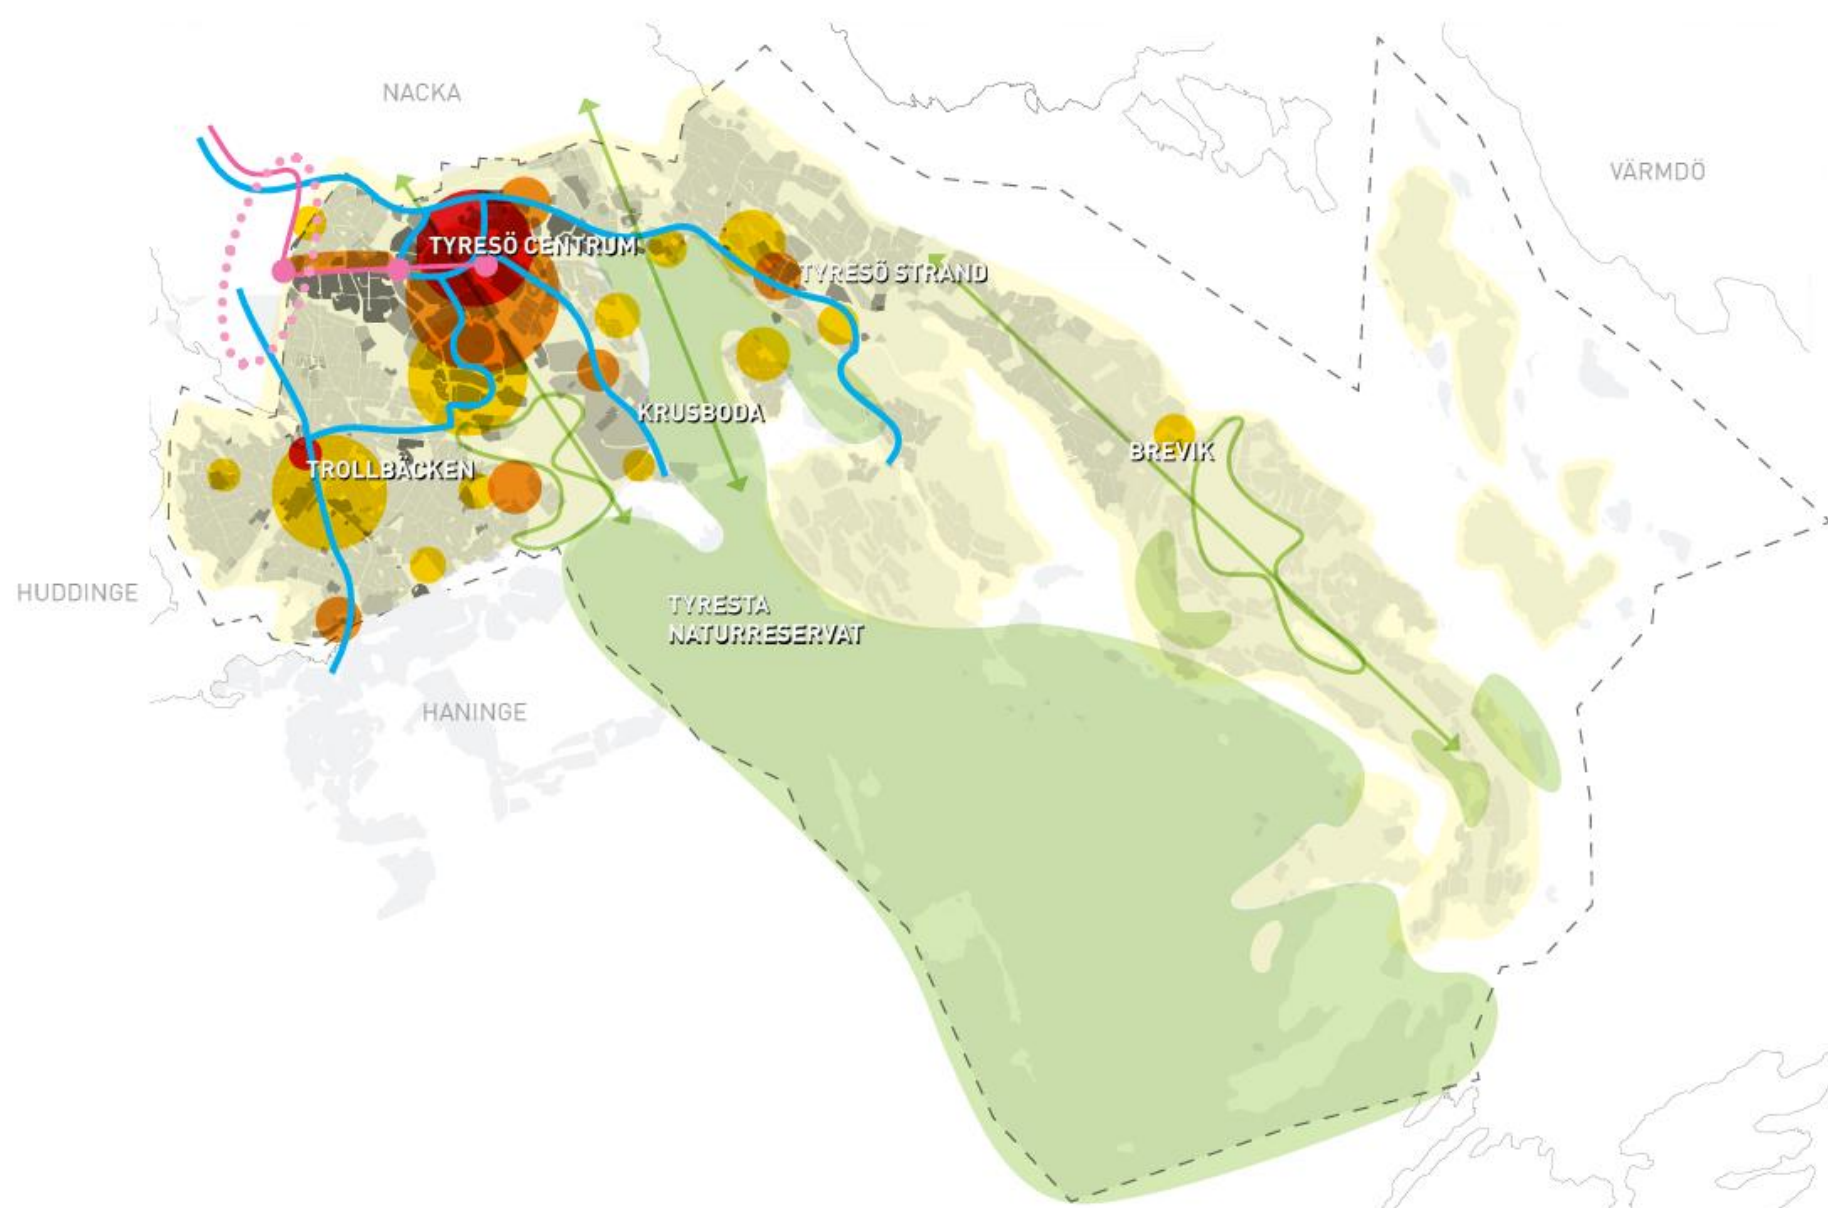 NACKA
VÄRMDÖ
TYRESÖ CENTRUM
TYRESÖ STRAND
KRUSBODA
BREVIK
TROLLBÄCKEN
HUDDINGE
TYRESTA
NATURRESERVAT
HANINGE